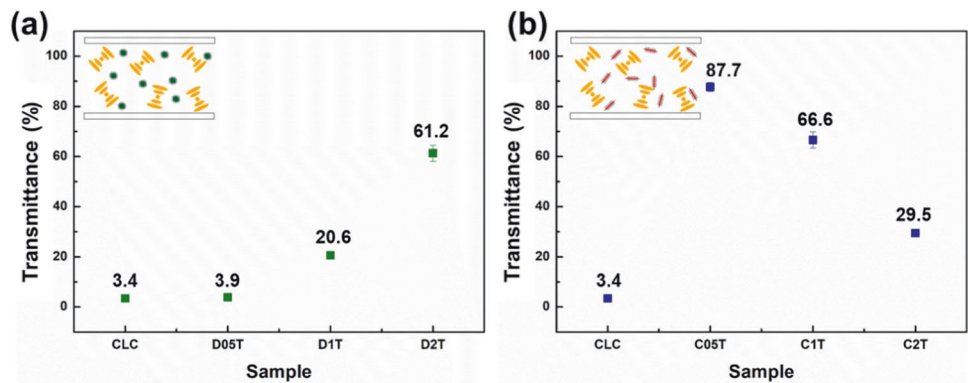 (a)
Transmittance (%)
100
80
60
40
20
0
3.4
3.9
20.6
61.2
CLC
D05T
D1T
D2T
Sample
(b)
Transmittance (%)
100
80
60
40
20
0
3.4
87.7
66.6
29.5
CLC
C05T
C1T
C2T
Sample